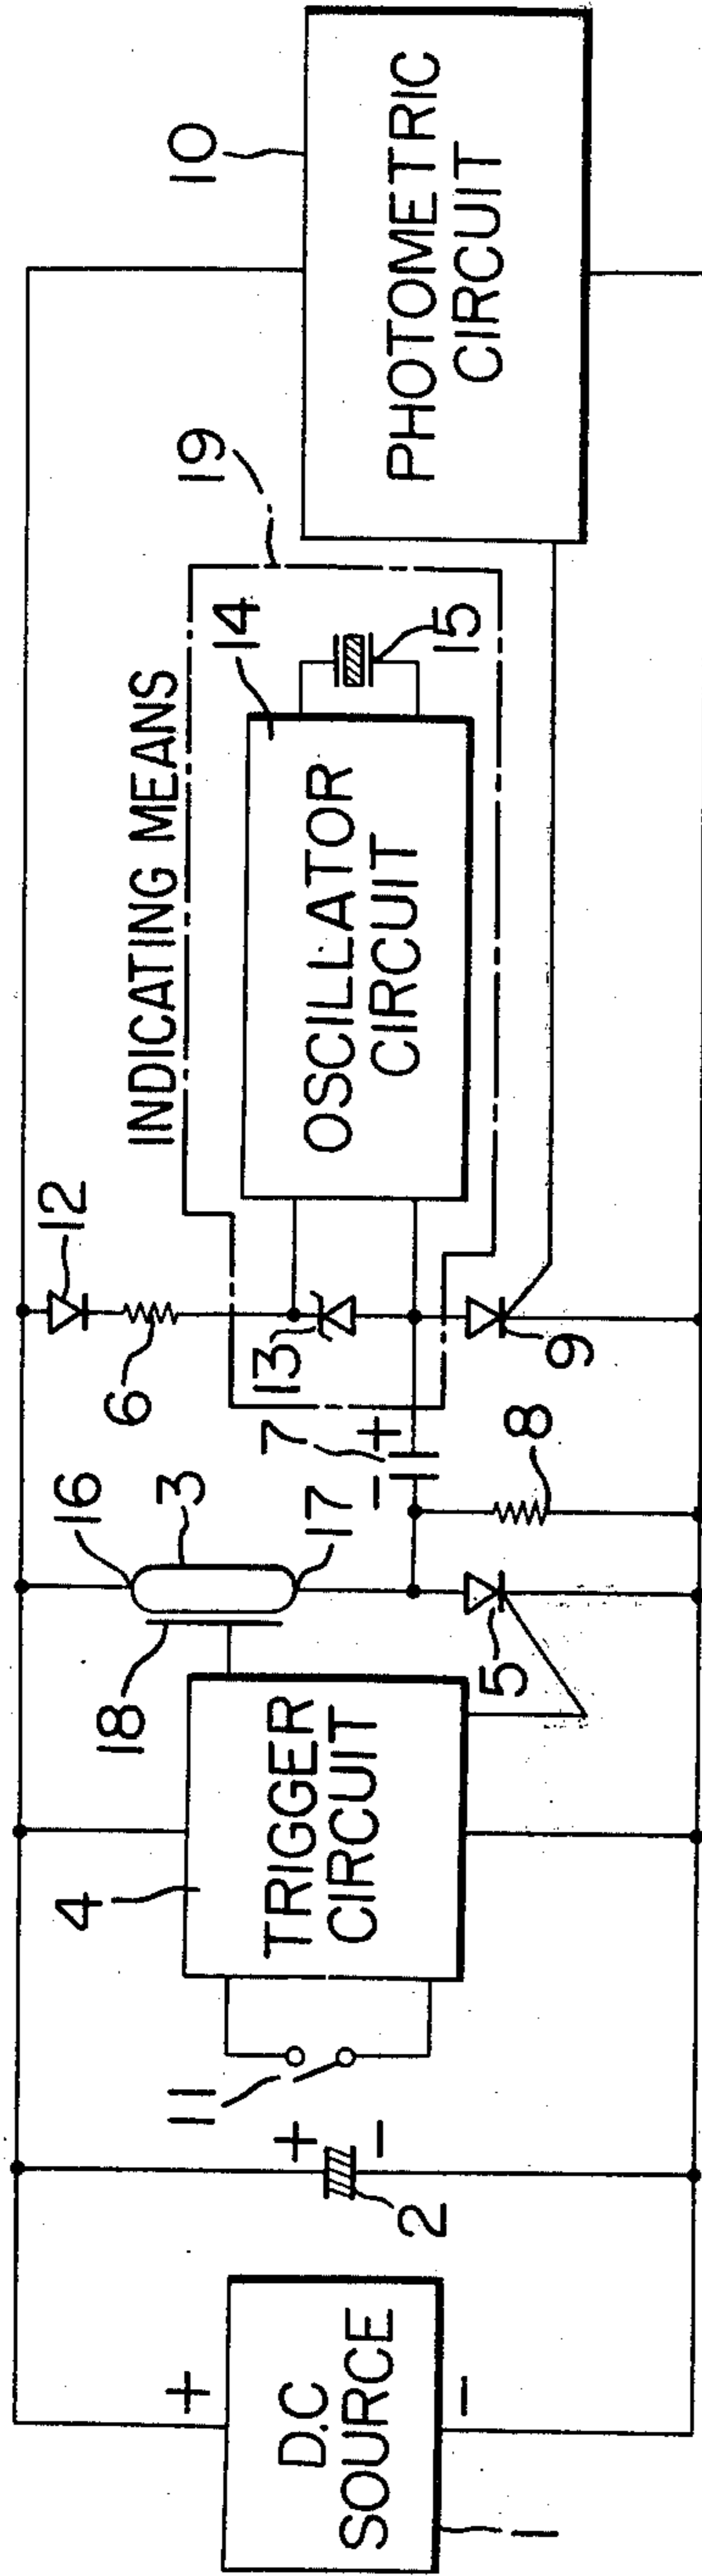 10
PHOTOMETRIC
CIRCUIT
19
INDICATING MEANS
14
15
OSCILLATOR
CIRCUIT
12
6
13
9
7
- +
8
16
3
17
18
5
TRIGGER
CIRCUIT
4
11
+
-
2
D.C
SOURCE
+
-
1